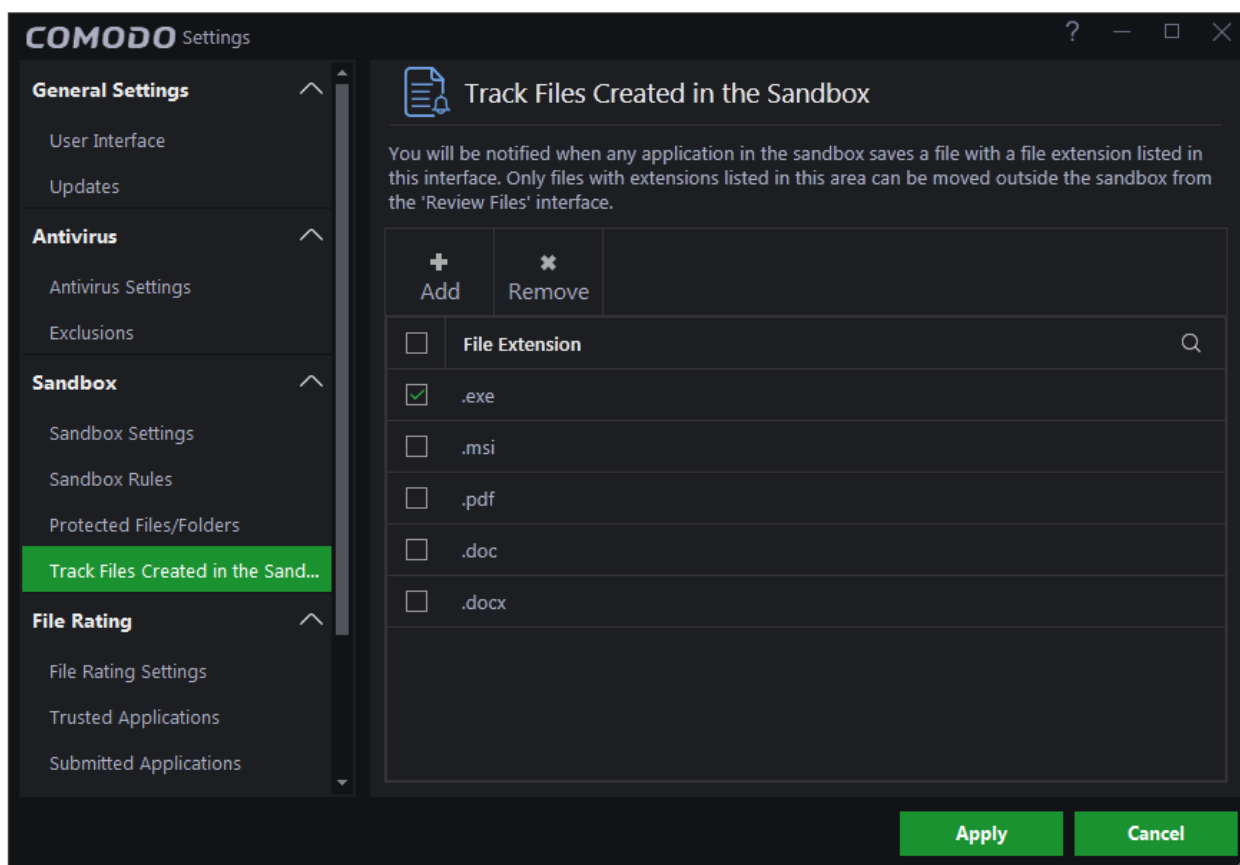 COMODO Settings
?
General Settings
User Interface
Updates
Antivirus
Antivirus Settings
Exclusions
Sandbox
Sandbox Settings
Sandbox Rules
Protected Files/Folders
Track Files Created in the Sand...
File Rating
File Rating Settings
Trusted Applications
Submitted Applications
Track Files Created in the Sandbox
You will be notified when any application in the sandbox saves a file with a file extension listed in
this interface. Only files with extensions listed in this area can be moved outside the sandbox from
the 'Review Files' interface.
Add
Remove
File Extension
.exe
.msi
.pdf
.doc
.docx
Apply
Cancel